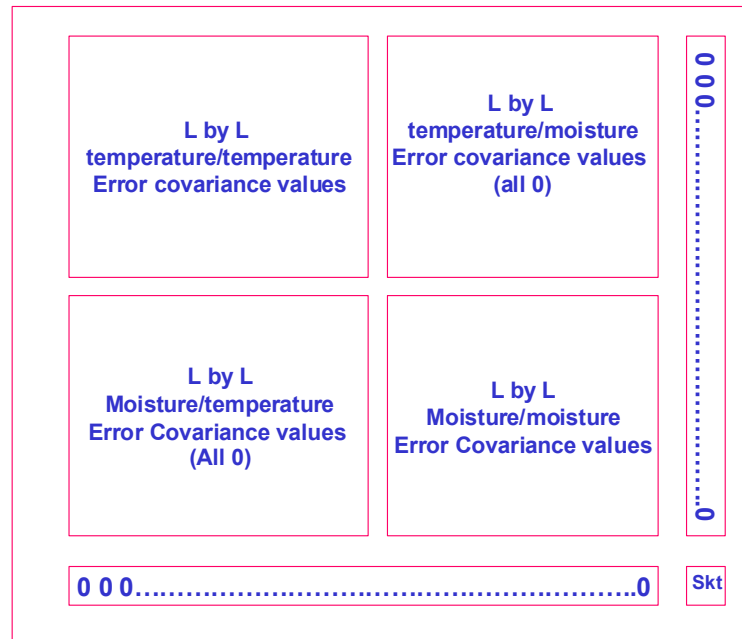 L by L
temperature/temperature
Error covariance values
L by L
temperature/moisture
Error covariance values
(all 0)
0 0 0...............................................0
L by L
Moisture/temperature
Error Covariance values
(All 0)
L by L
Moisture/moisture
Error Covariance values
0 0 0………………………………………………………..0
Skt